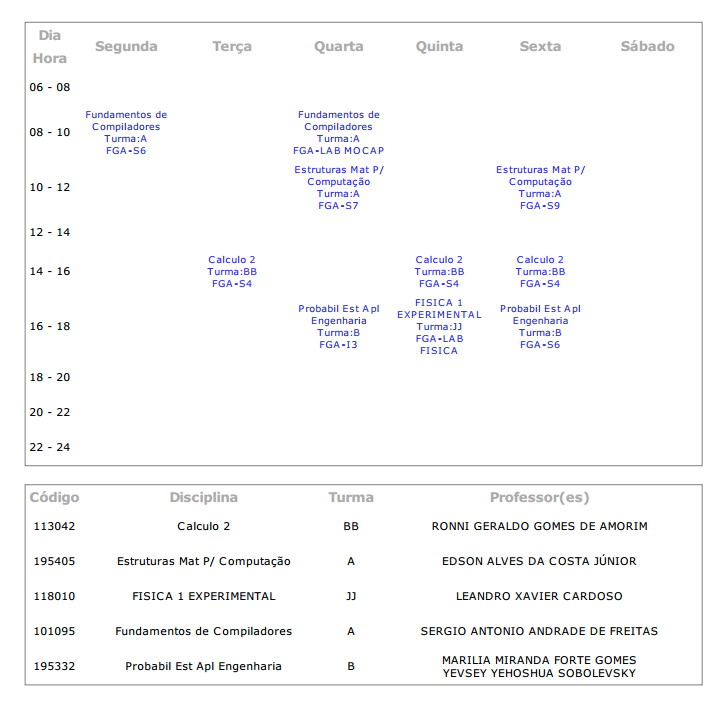 Dia
Hora Segunda Terça Quarta Quinta Sexta Sábado
06 - 08
08 - 10
Fundamentos de
Compiladores
Turma:A
FGA-S6
Fundamentos de
Compiladores
Turma:A
FGA-LAB MOCAP
10 - 12
Estruturas Mat P/
Computação
Turma:A
FGA-S7
Estruturas Mat P/
Computação
Turma:A
FGA-S9
12 - 14
14 - 16
Calculo 2
Turma:BB
FGA-S4
Calculo 2
Turma:BB
FGA-S4
Calculo 2
Turma:BB
FGA-S4
16 - 18
Probabil Est Apl
Engenharia
Turma:B
FGA-I3
FISICA 1
EXPERIMENTAL
Turma:JJ
FGA-LAB
FISICA
Probabil Est Apl
Engenharia
Turma:B
FGA-S6
18 - 20
20 - 22
22 - 24
Código Disciplina Turma Professor(es)
113042 Calculo 2 BB RONNI GERALDO GOMES DE AMORIM
195405 Estruturas Mat P/ Computação A EDSON ALVES DA COSTA JÚNIOR
118010 FISICA 1 EXPERIMENTAL JJ LEANDRO XAVIER CARDOSO
101095 Fundamentos de Compiladores A SERGIO ANTONIO ANDRADE DE FREITAS
195332 Probabil Est Apl Engenharia B MARILIA MIRANDA FORTE GOMES
YEVSEY YEHOSHUA SOBOLEVSKY